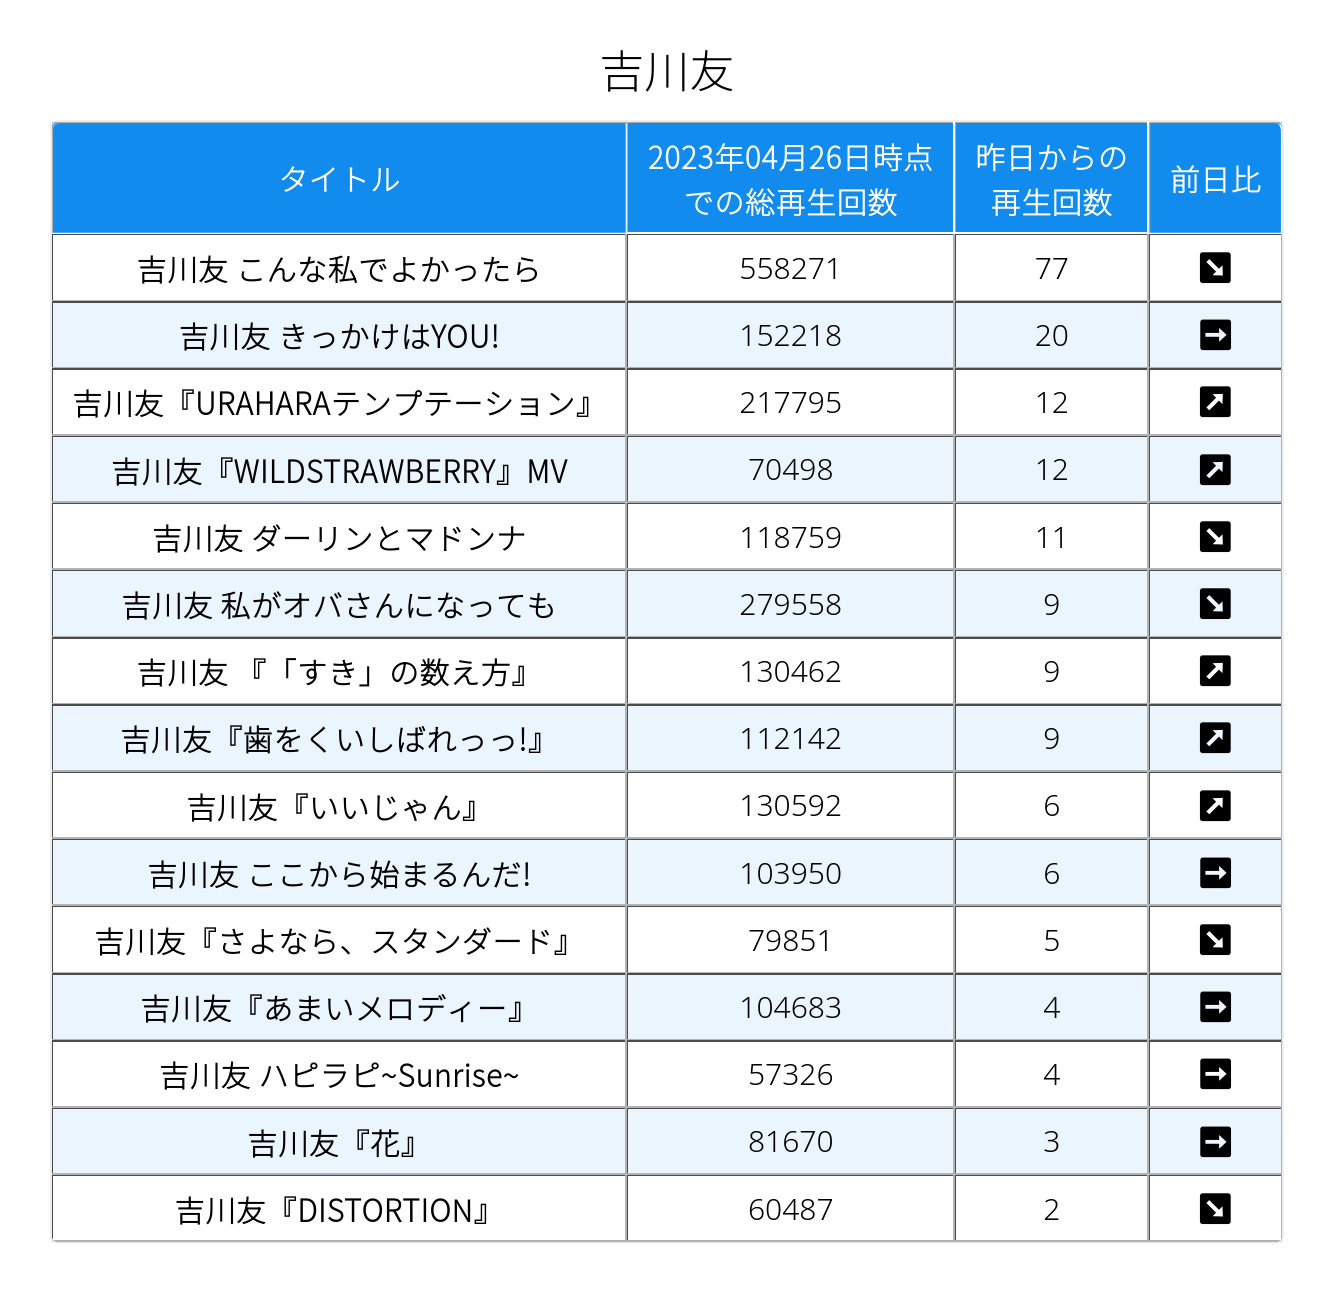 吉川友
タイトル
2023年04月26日時点
での総再生回数
昨日からの
再生回数
前日比
吉川友 こんな私でよかったら 558271 77 ↘
吉川友 きっかけはYOU! 152218 20 →
吉川友『URAHARAテンプテーション』 217795 12 ↗
吉川友『WILDSTRAWBERRY』MV 70498 12 ↗
吉川友 ダーリンとマドンナ 118759 11 ↘
吉川友 私がオバさんになっても 279558 9 ↘
吉川友 『「すき」の数え方』 130462 9 ↗
吉川友『歯をくいしばれっっ!』 112142 9 ↗
吉川友『いいじゃん』 130592 6 ↗
吉川友 ここから始まるんだ! 103950 6 →
吉川友『さよなら、スタンダード』 79851 5 ↘
吉川友『あまいメロディー』 104683 4 →
吉川友 ハピラピ~Sunrise~ 57326 4 →
吉川友『花』 81670 3 →
吉川友『DISTORTION』 60487 2 ↘